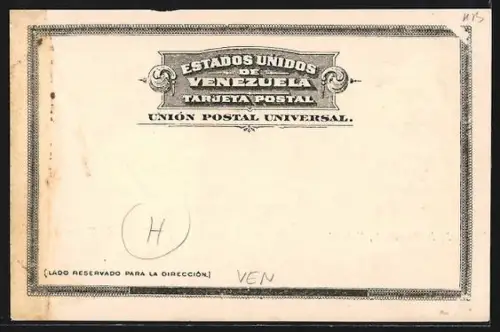 ESTADOS UNIDOS
DE
VENEZUELA
TARJETA POSTAL
UNIÓN POSTAL UNIVERSAL.
H
(LADO RESERVADO PARA LA DIRECCIÓN.)
VEN